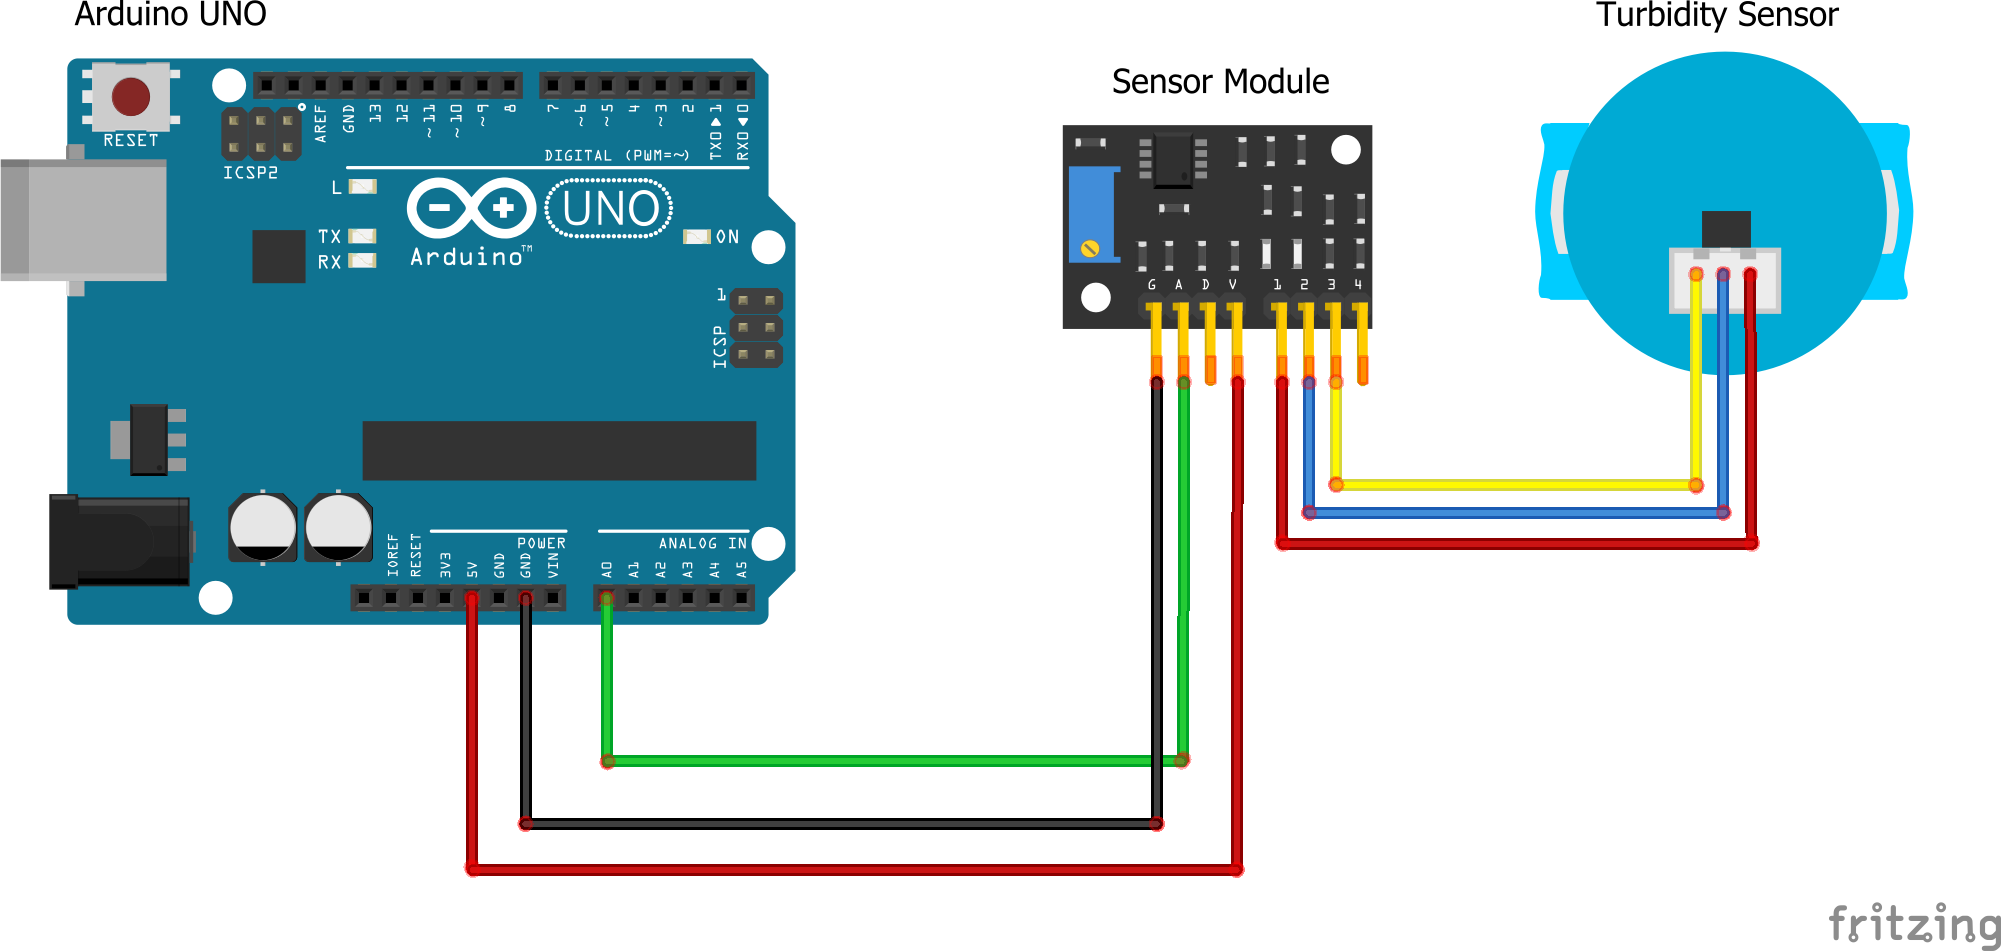 Arduino UNO
Turbidity Sensor
Sensor Module
RESET
ICSP2
AREF
GND
13
12
~11
~10
~9
8
7
~6
~5
4
~3
2
TX0▶1
RX0◀0
DIGITAL (PWM=~)
L
TX
RX
UNO
Arduino™
ON
1
ICSP
G A D V 1 2 3 4
POWER
ANALOG IN
IOREF
RESET
3V3
5V
GND
GND
VIN
A0
A1
A2
A3
A4
A5
fritzing